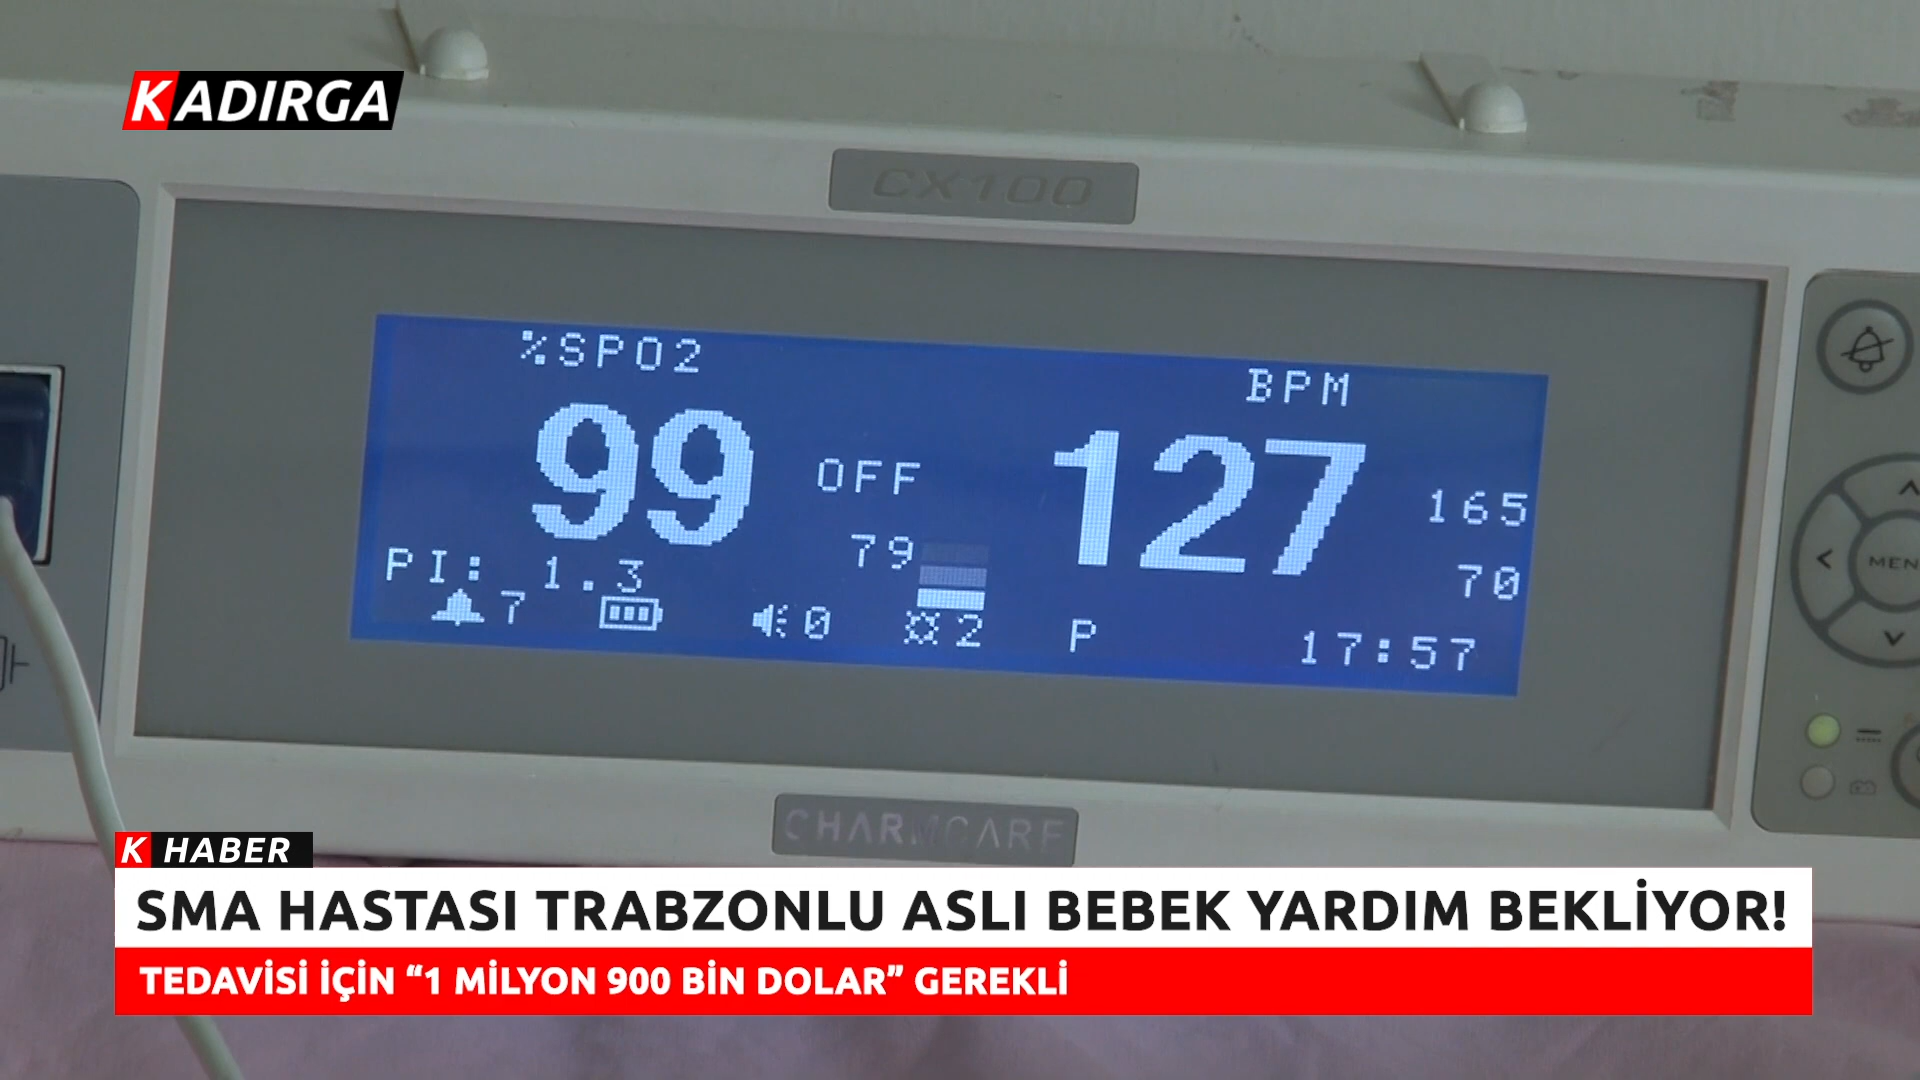 KADIRGA
CX100
%SPO2
BPM
99
OFF
127
165
79
70
PI: 1.3
7
0
2
P
17:57
MEN
CHARMCARE
K HABER
SMA HASTASI TRABZONLU ASLI BEBEK YARDIM BEKLİYOR!
TEDAVİSİ İÇİN “1 MİLYON 900 BİN DOLAR” GEREKLİ